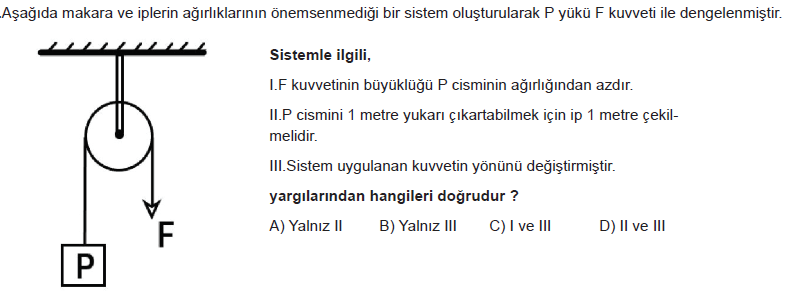 .Aşağıda makara ve iplerin ağırlıklarının önemsenmediği bir sistem oluşturularak P yükü F kuvveti ile dengelenmiştir.
Sistemle ilgili,
I.F kuvvetinin büyüklüğü P cisminin ağırlığından azdır.
II.P cismini 1 metre yukarı çıkartabilmek için ip 1 metre çekil-
melidir.
III.Sistem uygulanan kuvvetin yönünü değiştirmiştir.
yargılarından hangileri doğrudur ?
A) Yalnız II B) Yalnız III C) I ve III D) II ve III
F
P